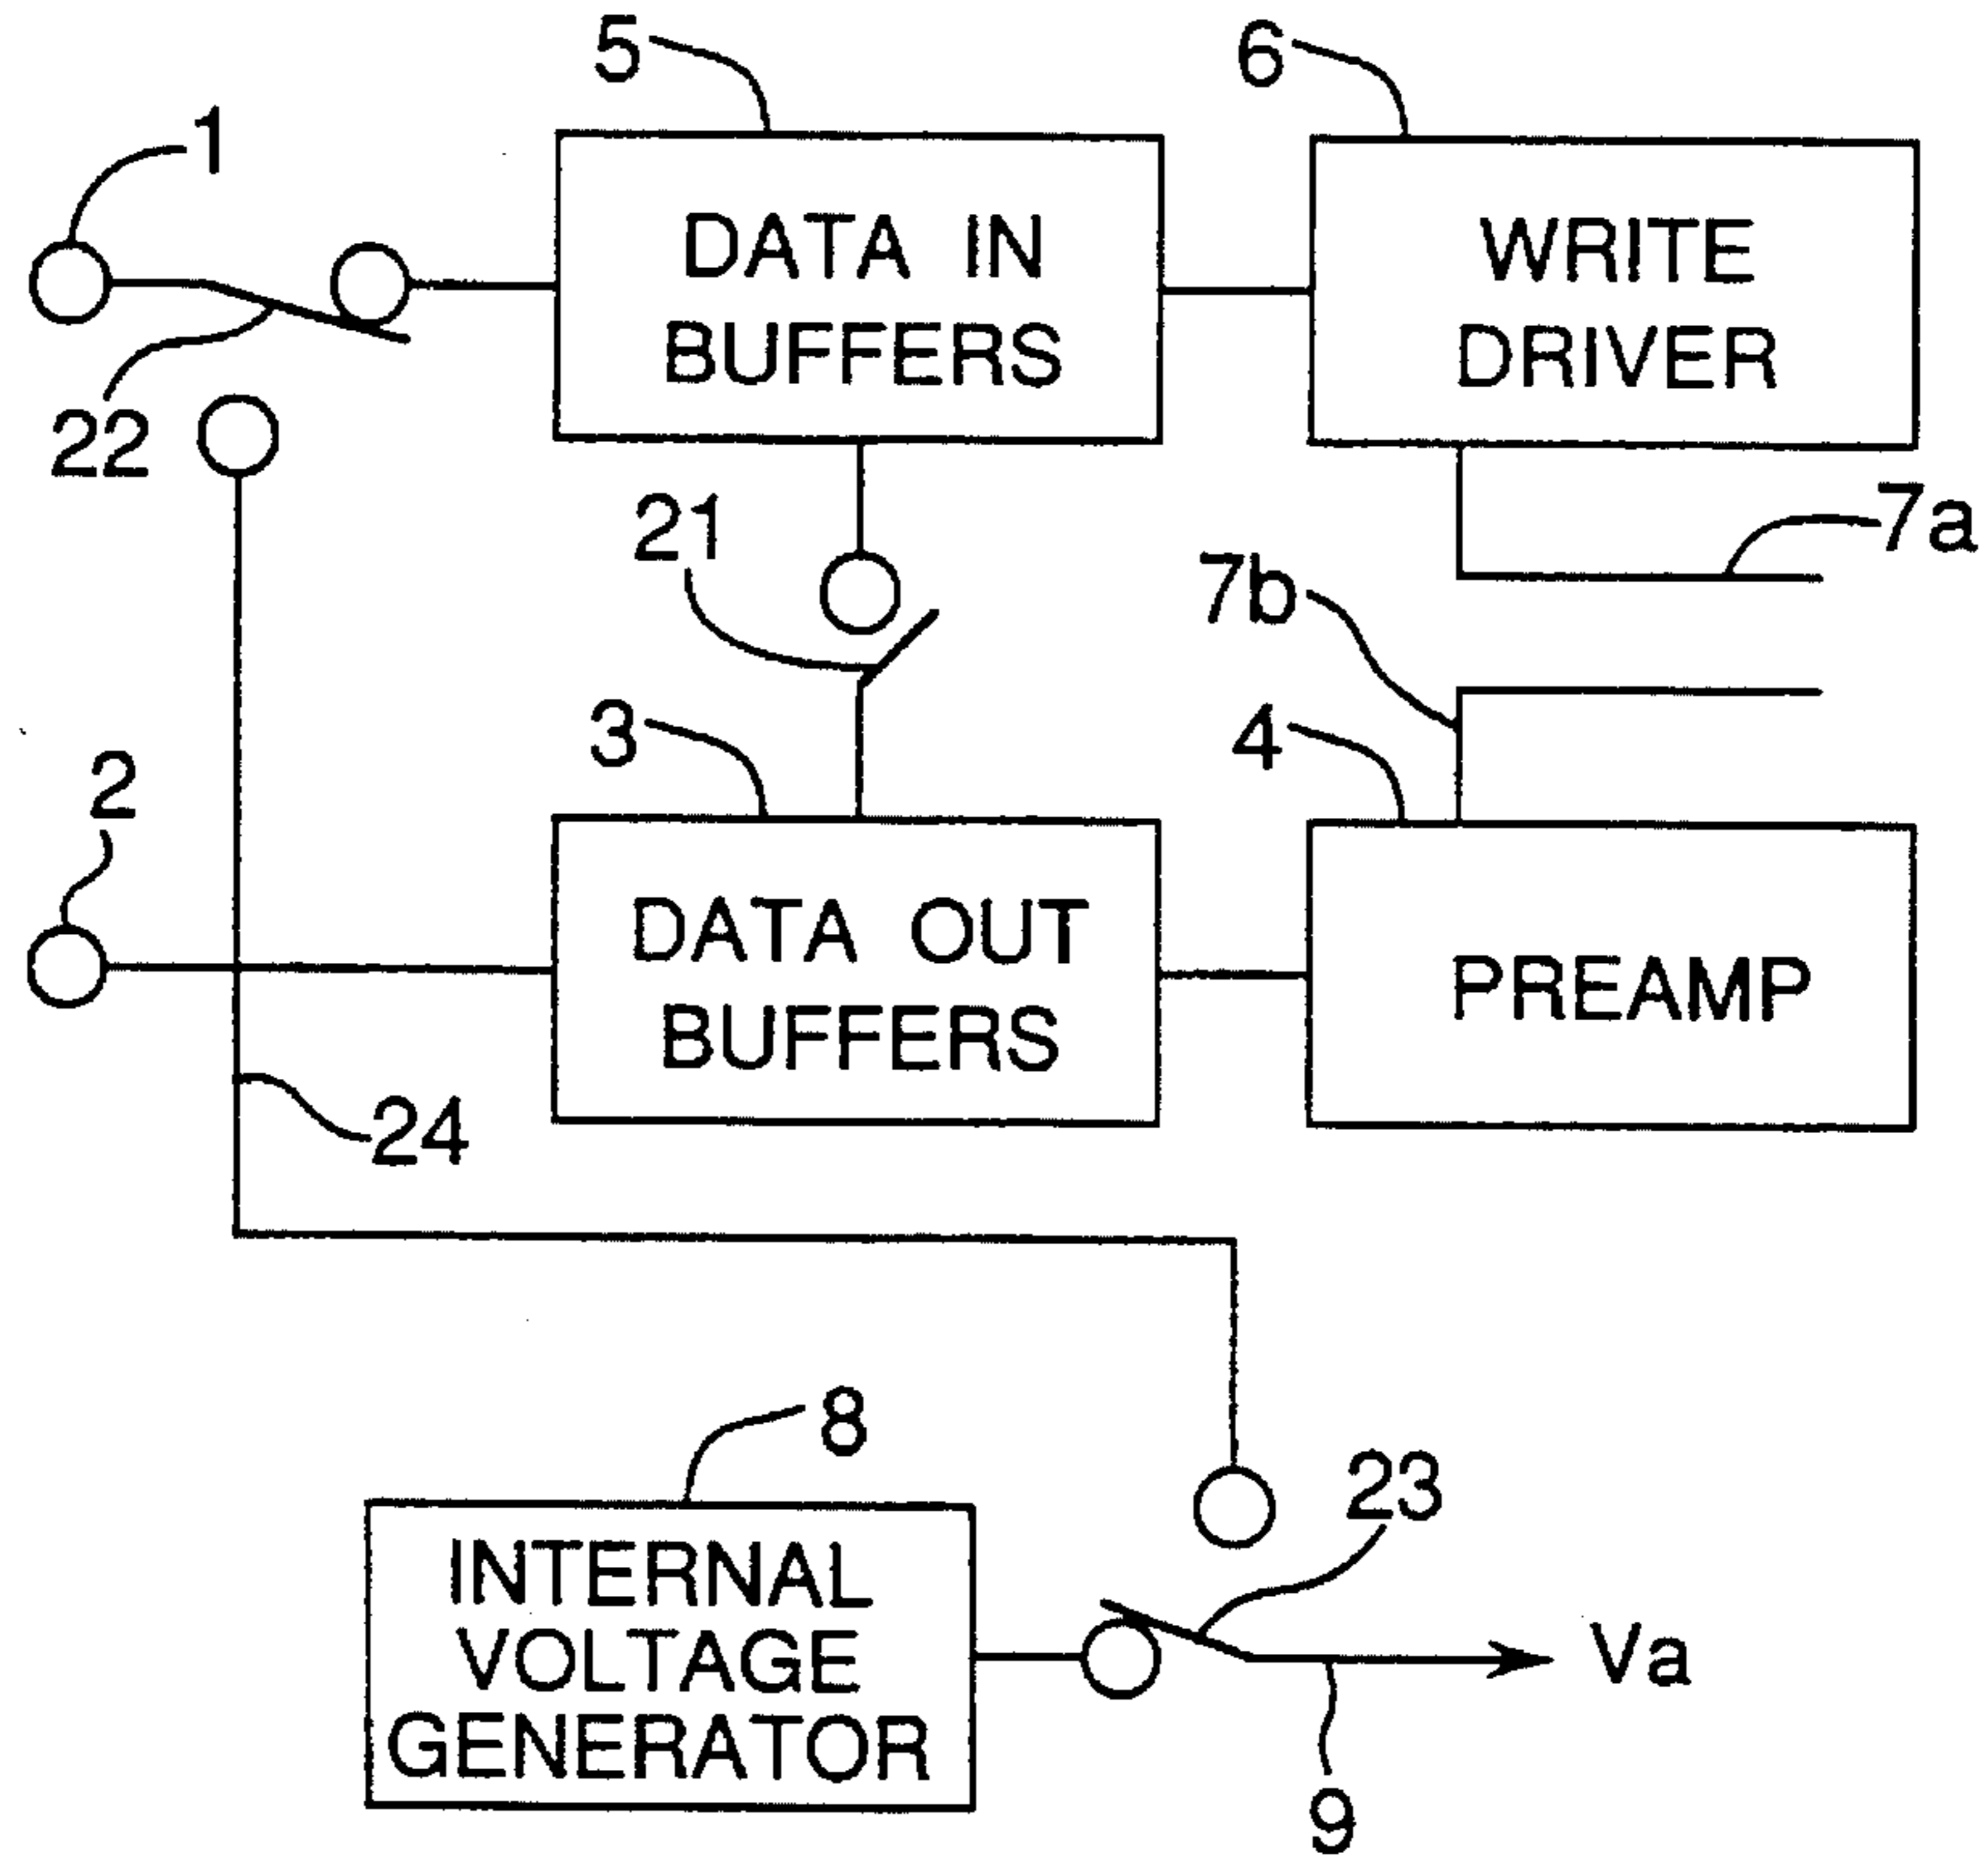 5
6
1
DATA IN
BUFFERS
WRITE
DRIVER
22
21
7a
7b
3
4
2
DATA OUT
BUFFERS
PREAMP
24
8
23
INTERNAL
VOLTAGE
GENERATOR
Va
9